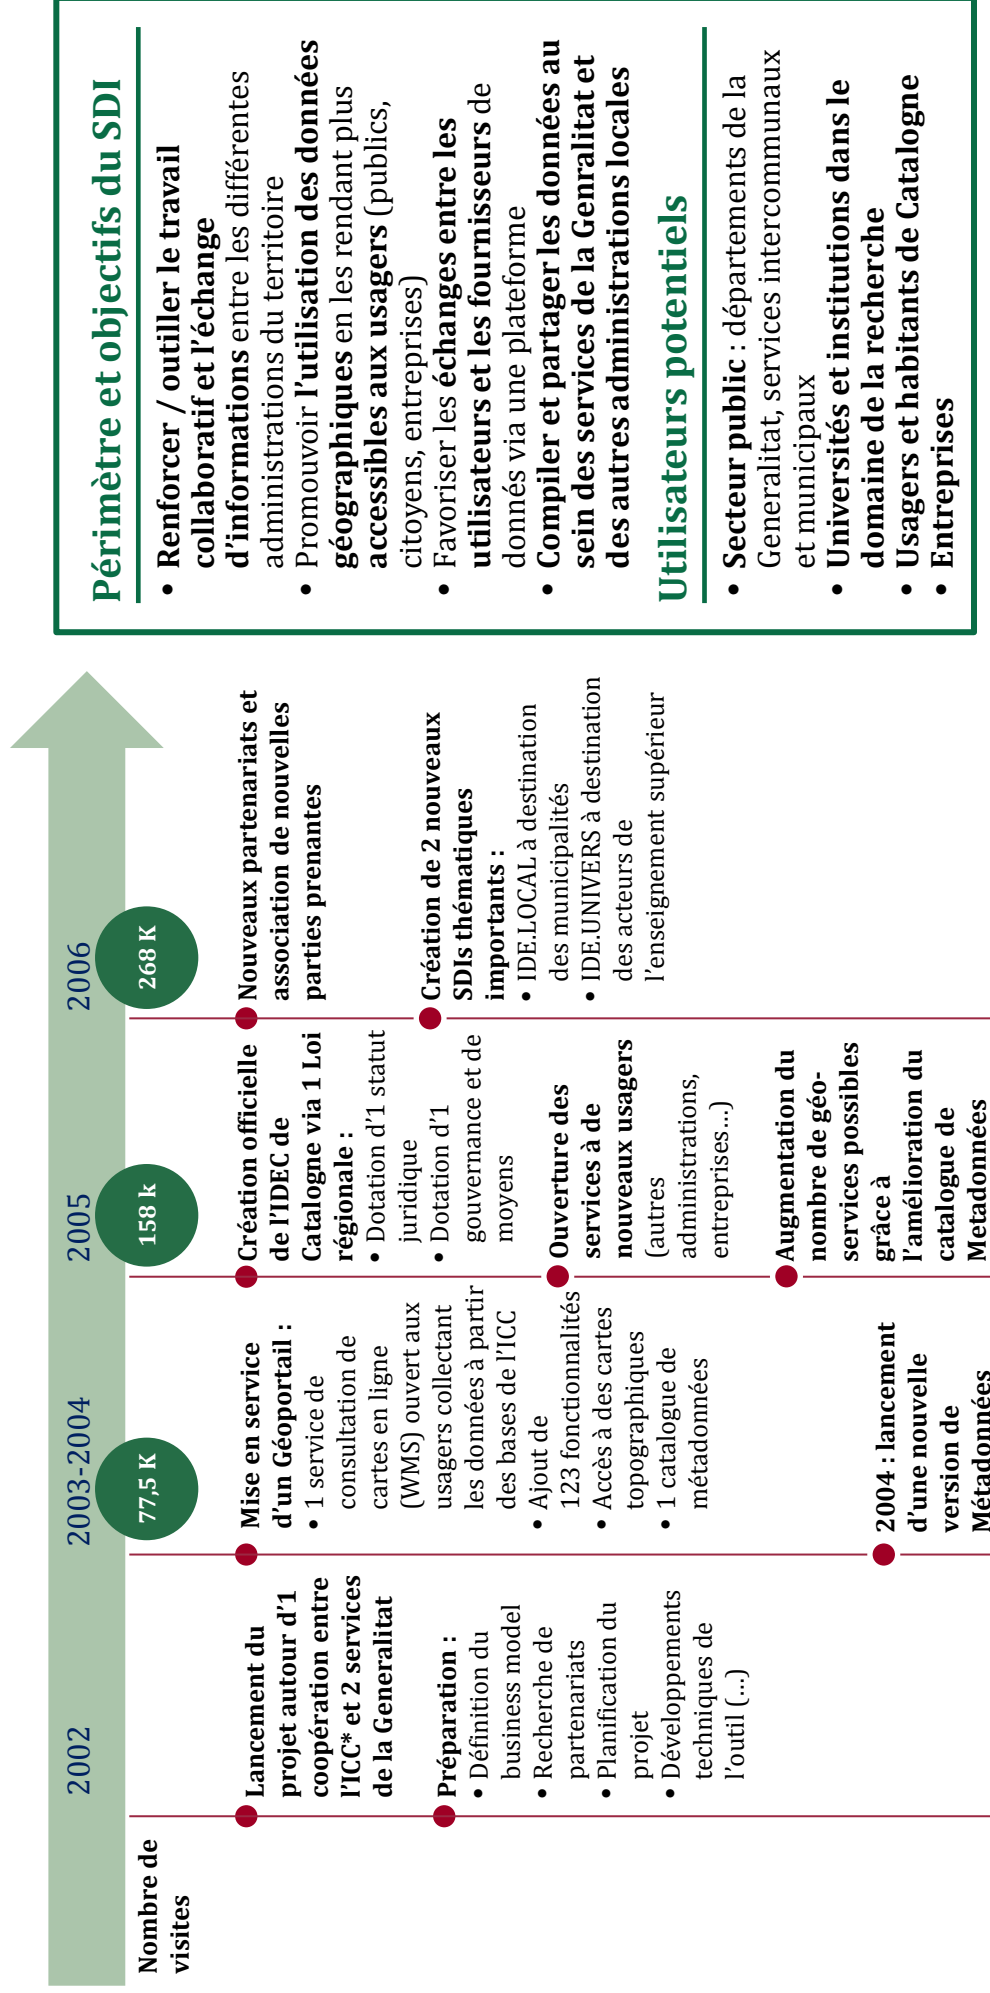 2002
2003-2004
2005
2006
Nombre de
visites
77,5 K
158 k
268 K
Lancement du
projet autour d'1
coopération entre
l'ICC* et 2 services
de la Generalitat
Préparation :
• Définition du
business model
• Recherche de
partenariats
• Planification du
projet
• Développements
techniques de
l'outil (…)
Mise en service
d'un Géoportail :
• 1 service de
consultation de
cartes en ligne
(WMS) ouvert aux
usagers collectant
les données à partir
des bases de l'ICC
• Ajout de
123 fonctionnalités
• Accès à des cartes
topographiques
• 1 catalogue de
métadonnées
2004 : lancement
d'une nouvelle
version de
Métadonnées
Création officielle
de l'IDEC de
Catalogne via 1 Loi
régionale :
• Dotation d'1 statut
juridique
• Dotation d'1
gouvernance et de
moyens
Ouverture des
services à de
nouveaux usagers
(autres
administrations,
entreprises…)
Augmentation du
nombre de géo-
services possibles
grâce à
l'amélioration du
catalogue de
Metadonnées
Nouveaux partenariats et
association de nouvelles
parties prenantes
Création de 2 nouveaux
SDIs thématiques
importants :
• IDE.LOCAL à destination
des municipalités
• IDE.UNIVERS à destination
des acteurs de
l'enseignement supérieur
Périmètre et objectifs du SDI
• Renforcer / outiller le travail
collaboratif et l'échange
d'informations entre les différentes
administrations du territoire
• Promouvoir l'utilisation des données
géographiques en les rendant plus
accessibles aux usagers (publics,
citoyens, entreprises)
• Favoriser les échanges entre les
utilisateurs et les fournisseurs de
donnés via une plateforme
• Compiler et partager les données au
sein des services de la Genralitat et
des autres administrations locales
Utilisateurs potentiels
• Secteur public : départements de la
Generalitat, services intercommunaux
et municipaux
• Universités et institutions dans le
domaine de la recherche
• Usagers et habitants de Catalogne
• Entreprises